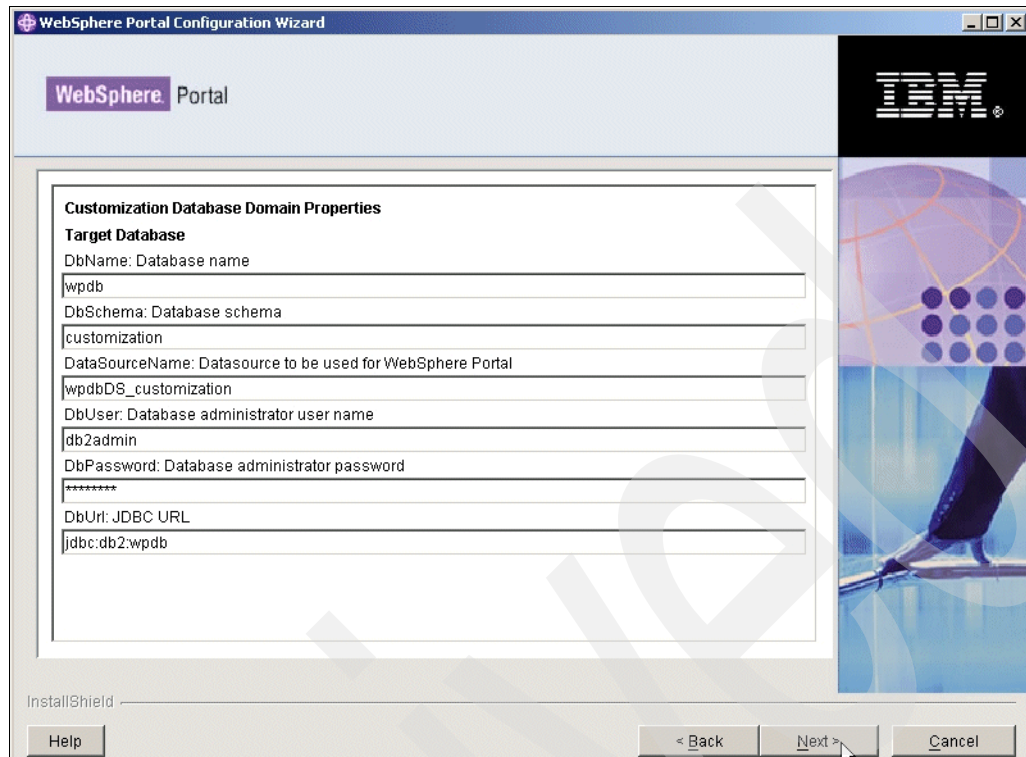 WebSphere Portal Configuration Wizard
WebSphere. Portal
IBM®
Customization Database Domain Properties
Target Database
DbName: Database name
wpdb
DbSchema: Database schema
customization
DataSourceName: Datasource to be used for WebSphere Portal
wpdbDS_customization
DbUser: Database administrator user name
db2admin
DbPassword: Database administrator password
********
DbUrl: JDBC URL
jdbc:db2:wpdb
InstallShield
Help
< Back
Next >
Cancel